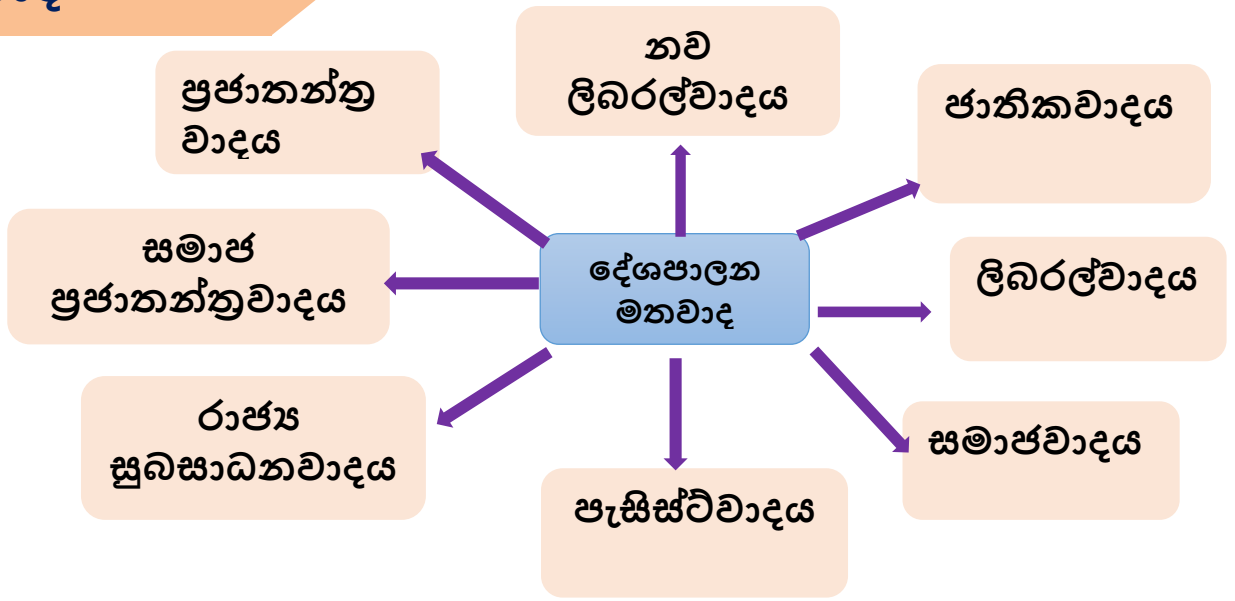 නව
ලිබරල්වාදය
ප්‍රජාතන්ත්‍ර
වාදය
ජාතිකවාදය
සමාජ
ප්‍රජාතන්ත්‍රවාදය
දේශපාලන
මතවාද
ලිබරල්වාදය
රාජ්‍ය
සුබසාධනවාදය
සමාජවාදය
පැසිස්ට්වාදය